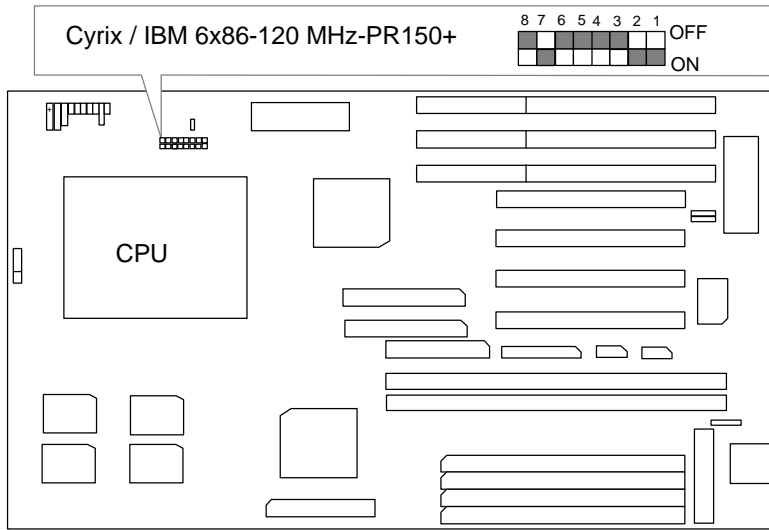 Cyrix / IBM 6x86-120 MHz-PR150+
8 7 6 5 4 3 2 1
OFF
ON
+
CPU